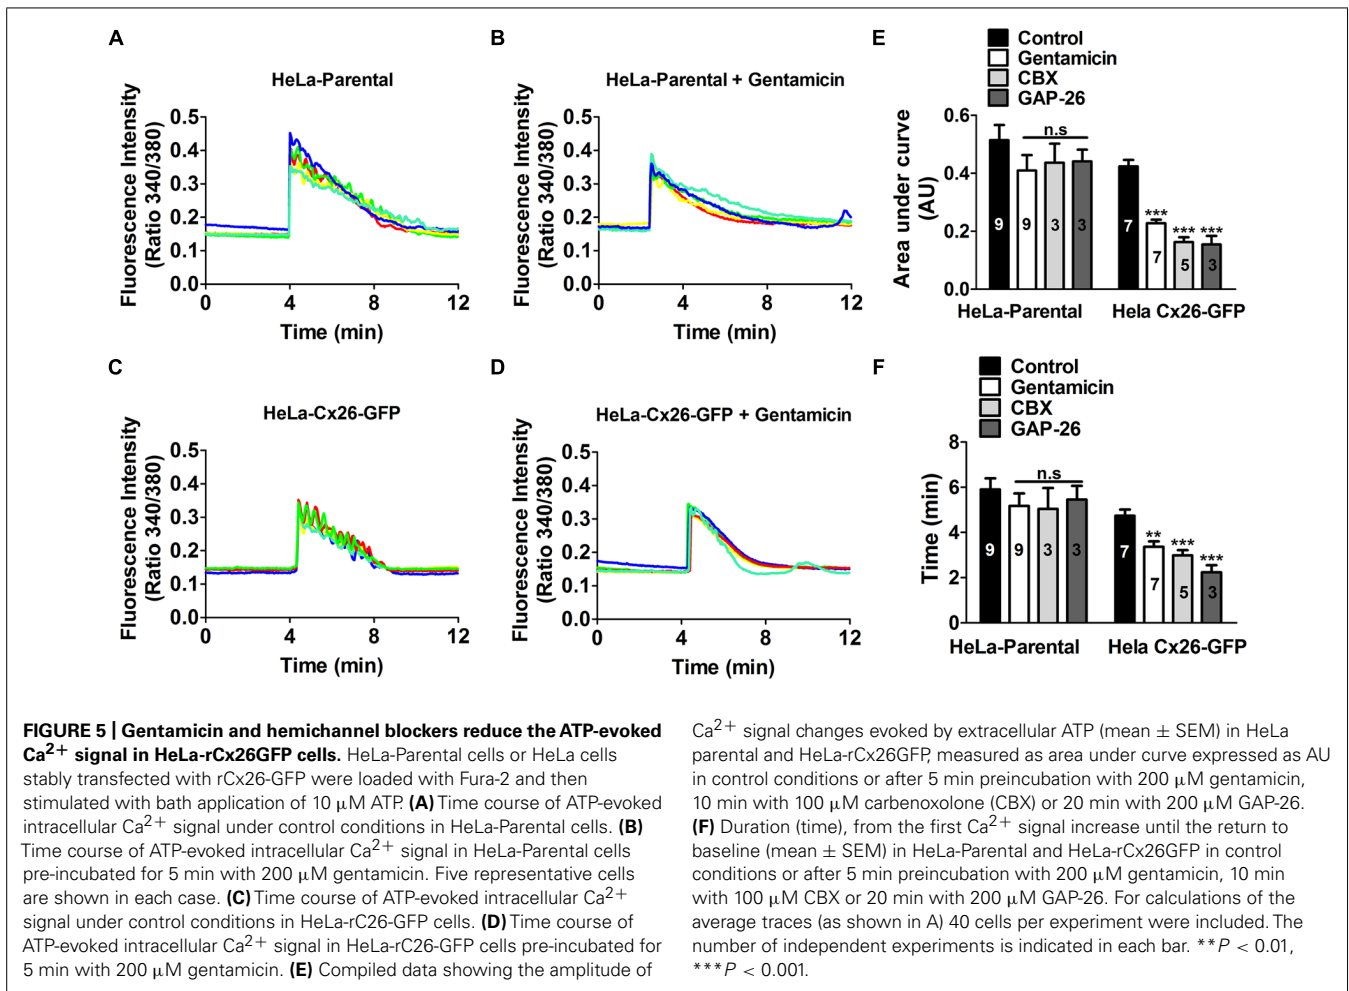 A
HeLa-Parental
Fluorescence Intensity
(Ratio 340/380)
0.5
0.4
0.3
0.2
0.1
0.0
0 4 8 12
Time (min)
B
HeLa-Parental + Gentamicin
Fluorescence Intensity
(Ratio 340/380)
0.5
0.4
0.3
0.2
0.1
0.0
0 4 8 12
Time (min)
E
Control
Gentamicin
CBX
GAP-26
Area under curve
(AU)
0.6
0.4
0.2
0.0
n.s
*** *** ***
9 9 3 3 7 7 5 3
HeLa-Parental Hela Cx26-GFP
C
HeLa-Cx26-GFP
Fluorescence Intensity
(Ratio 340/380)
0.5
0.4
0.3
0.2
0.1
0.0
0 4 8 12
Time (min)
D
HeLa-Cx26-GFP + Gentamicin
Fluorescence Intensity
(Ratio 340/380)
0.5
0.4
0.3
0.2
0.1
0.0
0 4 8 12
Time (min)
F
Control
Gentamicin
CBX
GAP-26
Time (min)
8
6
4
2
0
n.s
** *** ***
9 9 3 3 7 7 5 3
HeLa-Parental Hela Cx26-GFP
FIGURE 5 | Gentamicin and hemichannel blockers reduce the ATP-evoked
Ca2+ signal in HeLa-rCx26GFP cells. HeLa-Parental cells or HeLa cells
stably transfected with rCx26-GFP were loaded with Fura-2 and then
stimulated with bath application of 10 μM ATP. (A) Time course of ATP-evoked
intracellular Ca2+ signal under control conditions in HeLa-Parental cells. (B)
Time course of ATP-evoked intracellular Ca2+ signal in HeLa-Parental cells
pre-incubated for 5 min with 200 μM gentamicin. Five representative cells
are shown in each case. (C) Time course of ATP-evoked intracellular Ca2+
signal under control conditions in HeLa-rC26-GFP cells. (D) Time course of
ATP-evoked intracellular Ca2+ signal in HeLa-rC26-GFP cells pre-incubated for
5 min with 200 μM gentamicin. (E) Compiled data showing the amplitude of
Ca2+ signal changes evoked by extracellular ATP (mean ± SEM) in HeLa
parental and HeLa-rCx26GFP, measured as area under curve expressed as AU
in control conditions or after 5 min preincubation with 200 μM gentamicin,
10 min with 100 μM carbenoxolone (CBX) or 20 min with 200 μM GAP-26.
(F) Duration (time), from the first Ca2+ signal increase until the return to
baseline (mean ± SEM) in HeLa-Parental and HeLa-rCx26GFP in control
conditions or after 5 min preincubation with 200 μM gentamicin, 10 min
with 100 μM CBX or 20 min with 200 μM GAP-26. For calculations of the
average traces (as shown in A) 40 cells per experiment were included. The
number of independent experiments is indicated in each bar. **P < 0.01,
***P < 0.001.